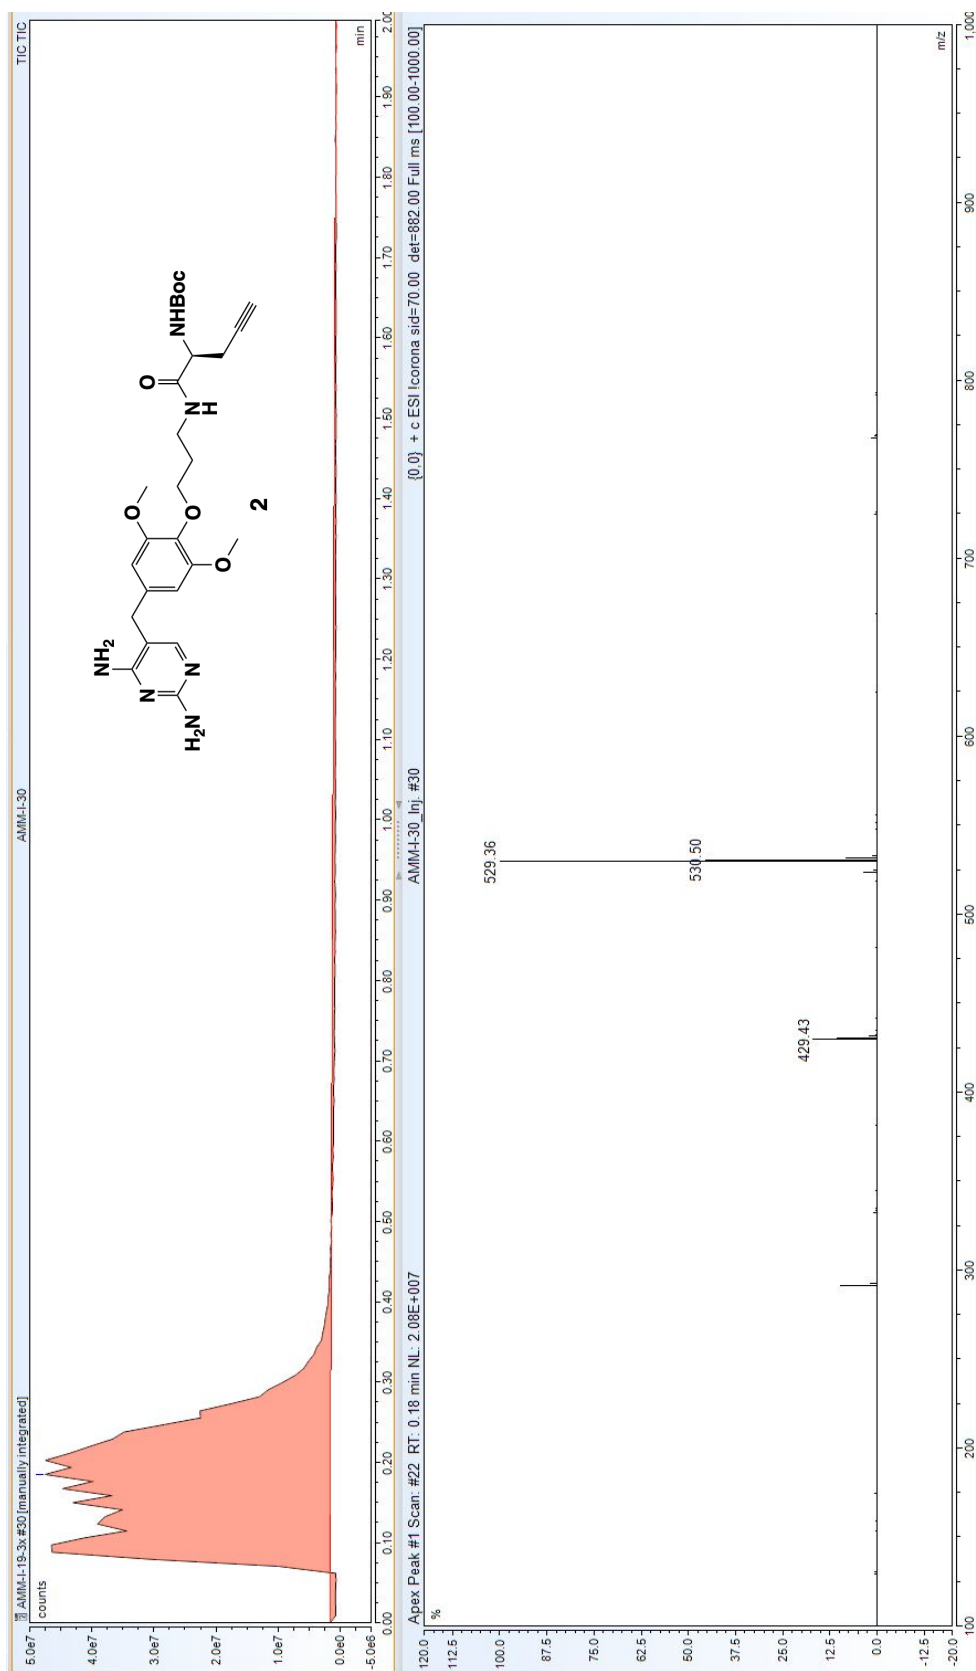 AMM-I-19-3x #30 [manually integrated] AMM-I-30 TIC TIC
counts
5.0e7
4.0e7
3.0e7
2.0e7
1.0e7
0.0e0
-5.0e6
0.00 0.10 0.20 0.30 0.40 0.50 0.60 0.70 0.80 0.90 1.00 1.10 1.20 1.30 1.40 1.50 1.60 1.70 1.80 1.90 2.00
min
NH2
N
N
H2N
O
O
O
N
H
O
NHBoc
2
AMM-I-30_Inj. #30
Apex Peak #1 Scan: #22 RT: 0.18 min NL: 2.08E+007 {0,0} + c ESI !corona sid=70.00 det=882.00 Full ms [100.00-1000.00]
%
120.0
112.5
100.0
87.5
75.0
62.5
50.0
37.5
25.0
12.5
0.0
-12.5
-20.0
529.36
530.50
429.43
100 200 300 400 500 600 700 800 900 1,000
m/z